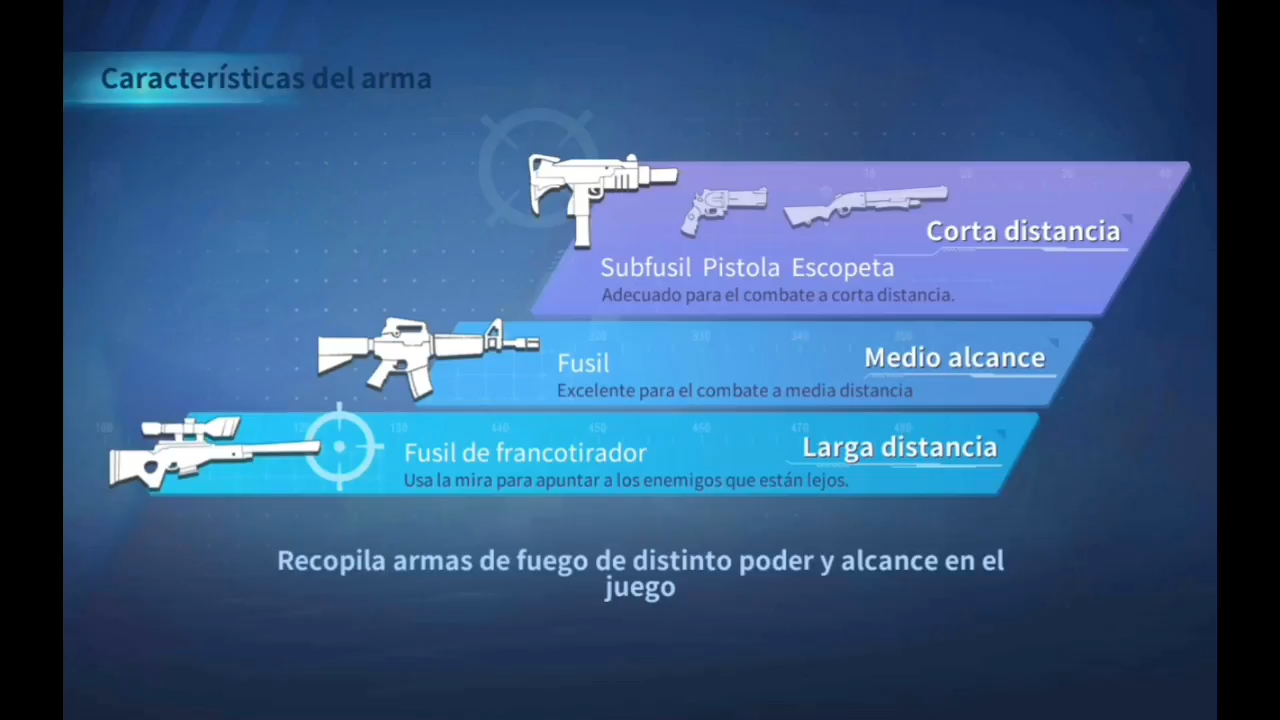 Características del arma
Corta distancia
Subfusil Pistola Escopeta
Adecuado para el combate a corta distancia.
Fusil
Medio alcance
Excelente para el combate a media distancia
Fusil de francotirador
Larga distancia
Usa la mira para apuntar a los enemigos que están lejos.
Recopila armas de fuego de distinto poder y alcance en el
juego